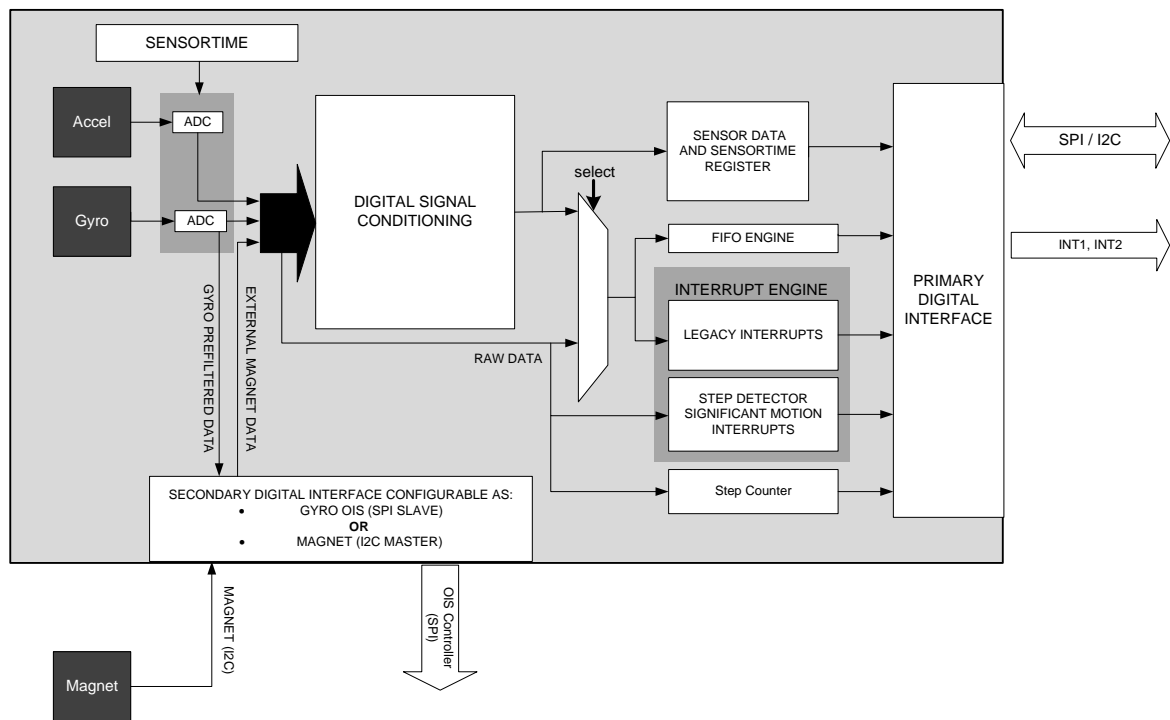 SENSORTIME
Accel
ADC
Gyro
ADC
DIGITAL SIGNAL
CONDITIONING
select
SENSOR DATA
AND SENSORTIME
REGISTER
FIFO ENGINE
INTERRUPT ENGINE
LEGACY INTERRUPTS
STEP DETECTOR
SIGNIFICANT MOTION
INTERRUPTS
Step Counter
PRIMARY
DIGITAL
INTERFACE
SPI / I2C
INT1, INT2
RAW DATA
GYRO PREFILTERED DATA
EXTERNAL MAGNET DATA
SECONDARY DIGITAL INTERFACE CONFIGURABLE AS:
• GYRO OIS (SPI SLAVE)
OR
• MAGNET (I2C MASTER)
MAGNET (I2C)
OIS Controller
(SPI)
Magnet